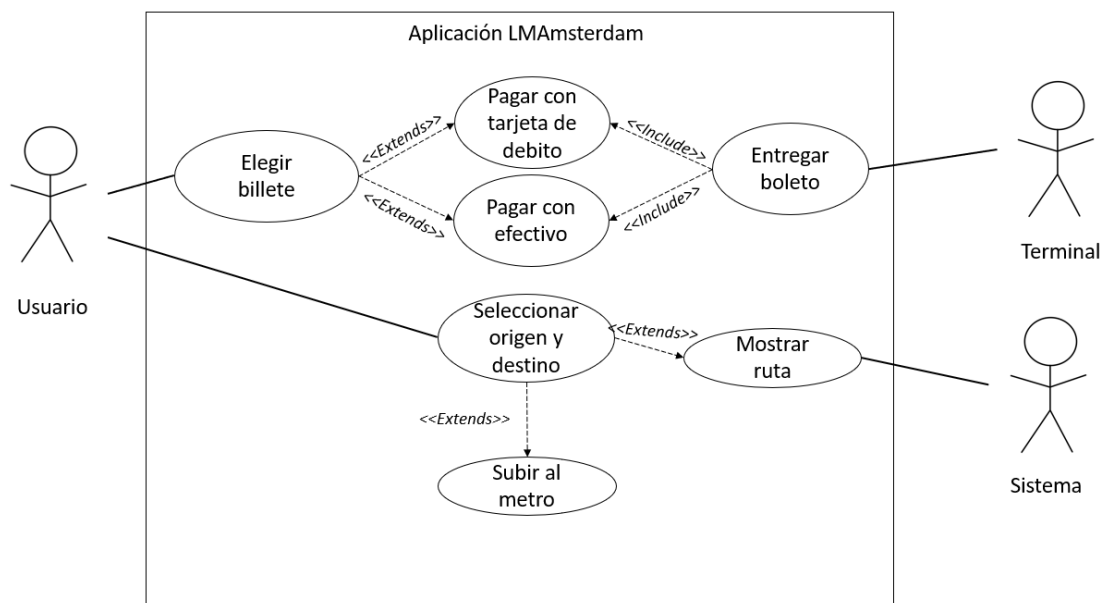 Aplicación LMAmsterdam
Pagar con
tarjeta de
debito
<<Extends>>
<<Include>>
Elegir
billete
Entregar
boleto
<<Extends>>
<<Include>>
Pagar con
efectivo
Usuario
Terminal
Seleccionar
origen y
destino
<<Extends>>
Mostrar
ruta
<<Extends>>
Subir al
metro
Sistema